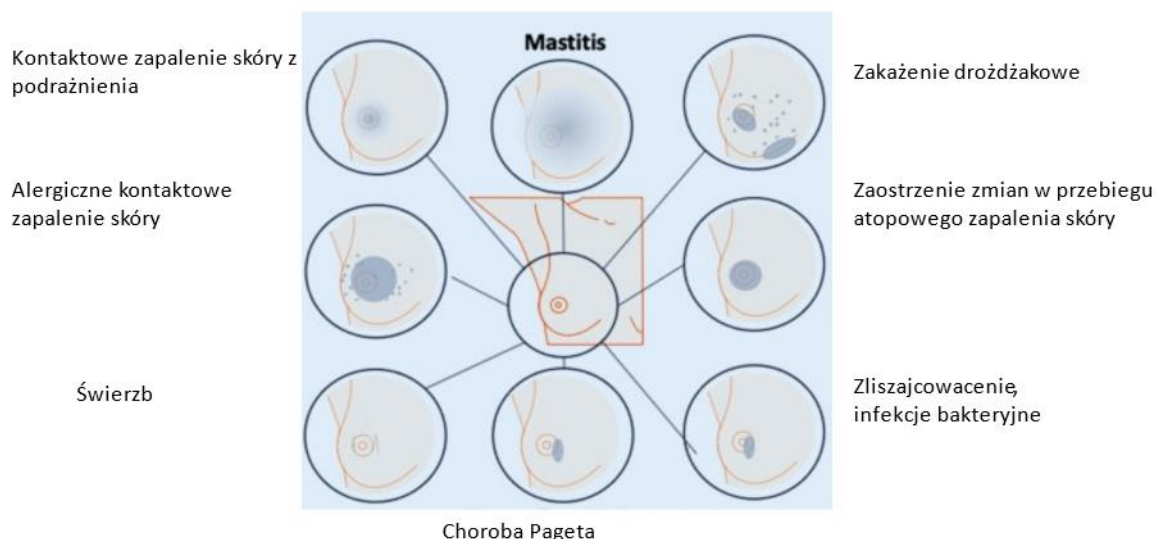 Mastitis
Kontaktowe zapalenie skóry z
podrażnienia
Zakażenie drożdżakowe
Alergiczne kontaktowe
zapalenie skóry
Zaostrzenie zmian w przebiegu
atopowego zapalenia skóry
Świerzb
Zliszajcowacenie,
infekcje bakteryjne
Choroba Pageta